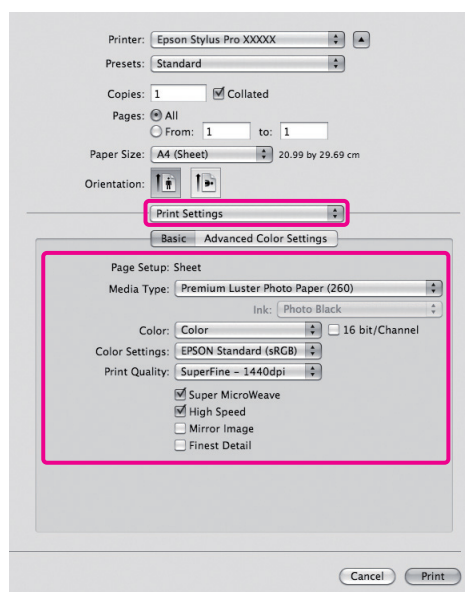 Printer: Epson Stylus Pro XXXXX
Presets: Standard
Copies: 1 Collated
Pages: All
From: 1 to: 1
Paper Size: A4 (Sheet) 20.99 by 29.69 cm
Orientation:
Print Settings
Basic Advanced Color Settings
Page Setup: Sheet
Media Type: Premium Luster Photo Paper (260)
Ink: Photo Black
Color: Color 16 bit/Channel
Color Settings: EPSON Standard (sRGB)
Print Quality: SuperFine – 1440dpi
Super MicroWeave
High Speed
Mirror Image
Finest Detail
Cancel Print